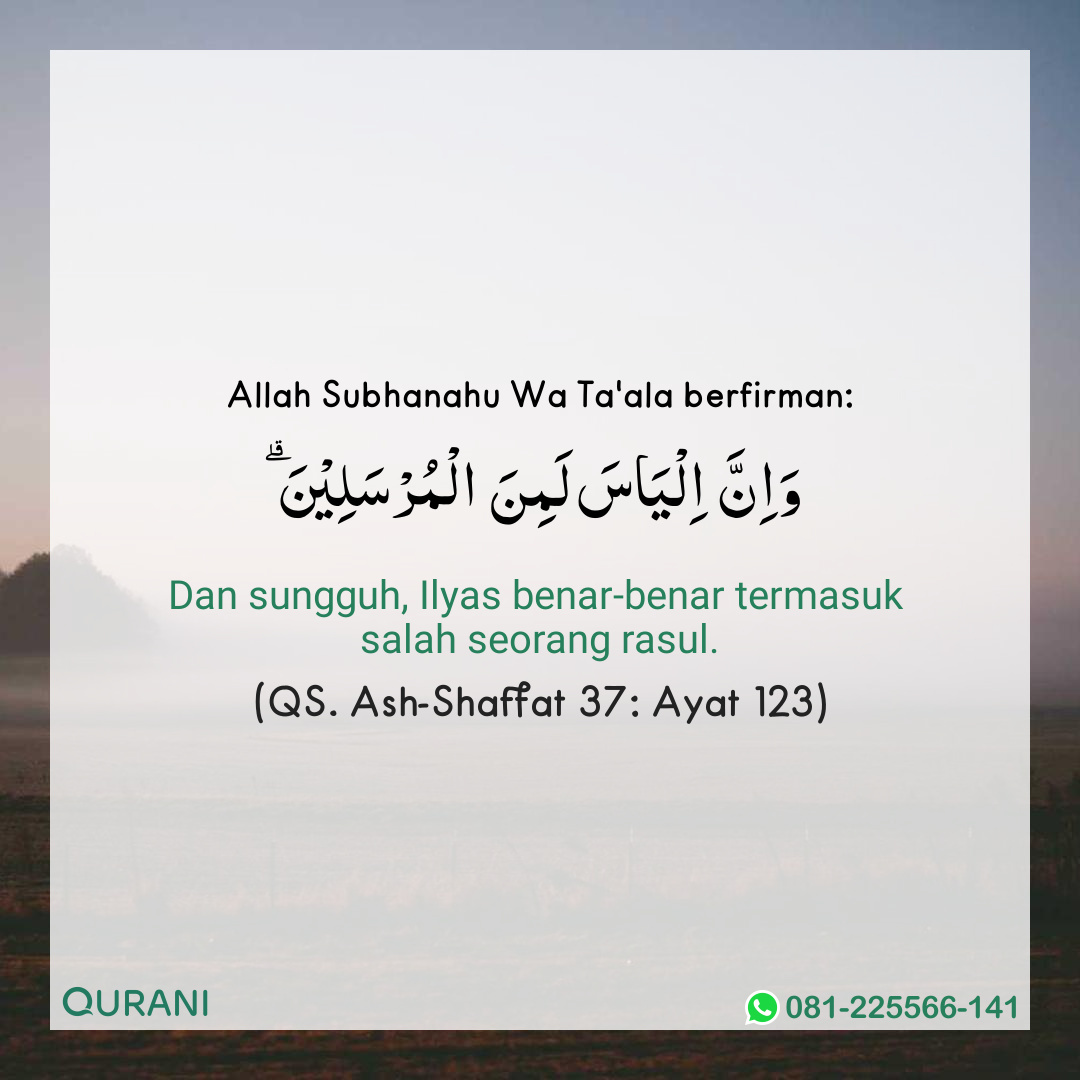 Allah Subhanahu Wa Ta'ala berfirman:
وَاِنَّ اِلْيَاسَ لَمِنَ الْمُرْسَلِيْنَۗ
Dan sungguh, Ilyas benar-benar termasuk
salah seorang rasul.
(QS. Ash-Shaffat 37: Ayat 123)
QURANI
081-225566-141